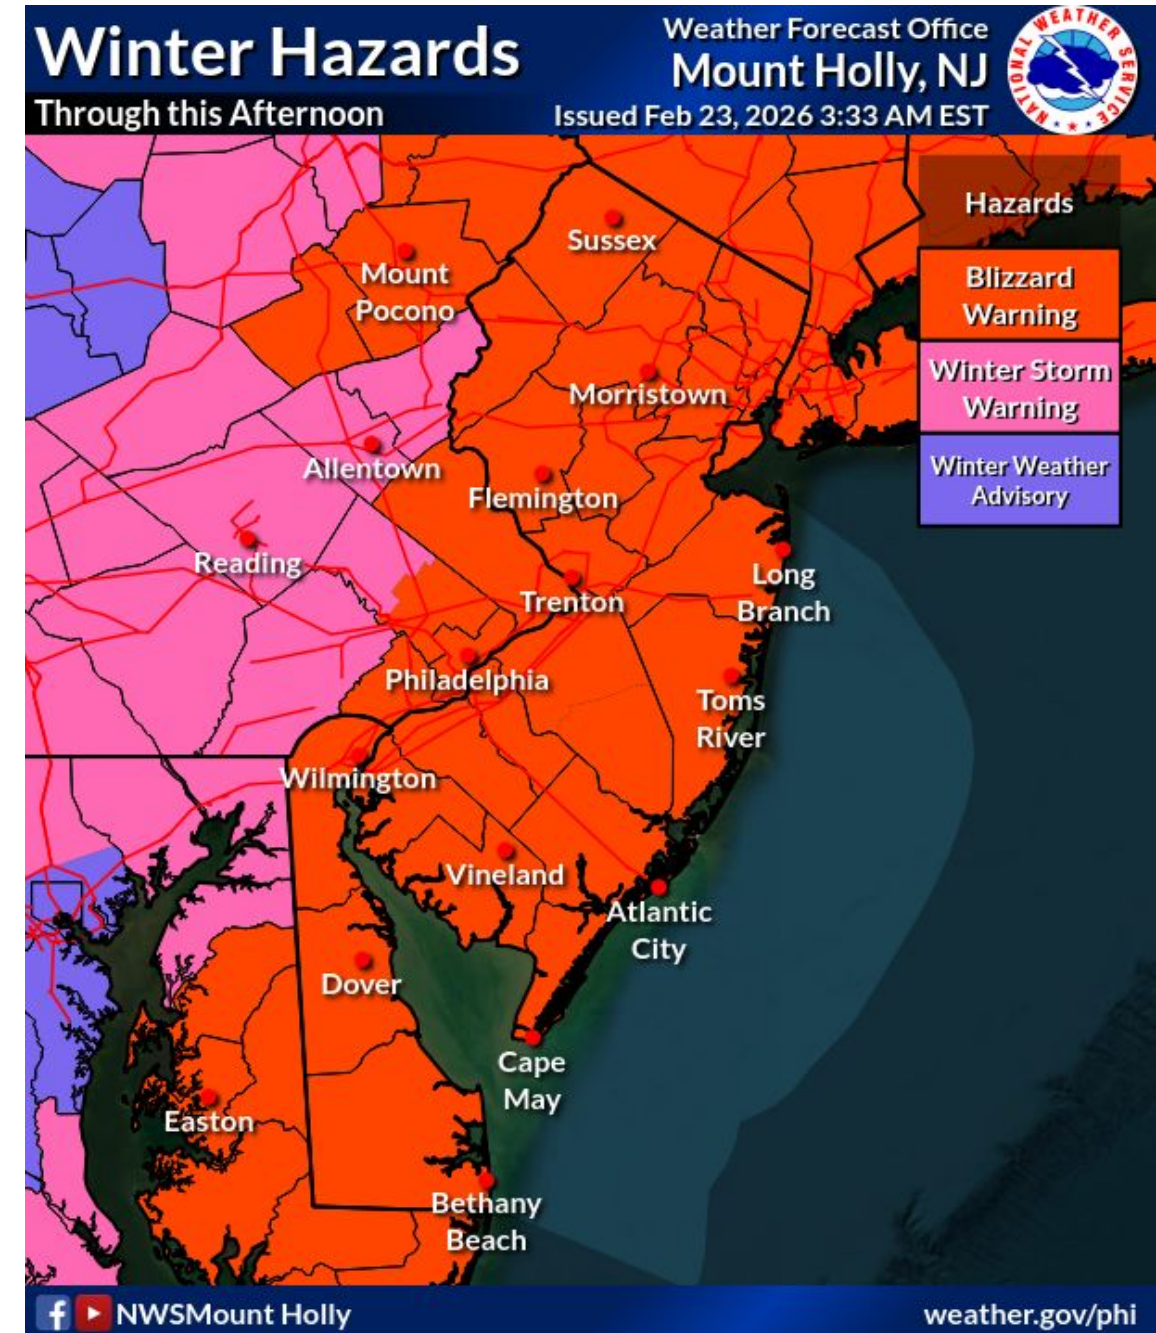 Winter Hazards
Through this Afternoon
Weather Forecast Office
Mount Holly, NJ
Issued Feb 23, 2026 3:33 AM EST
NATIONAL WEATHER SERVICE
Hazards
Blizzard
Warning
Winter Storm
Warning
Winter Weather
Advisory
Sussex
Mount
Pocono
Morristown
Allentown
Flemington
Reading
Long
Branch
Trenton
Philadelphia
Toms
River
Wilmington
Vineland
Atlantic
City
Dover
Cape
May
Easton
Bethany
Beach
NWSMount Holly
weather.gov/phi